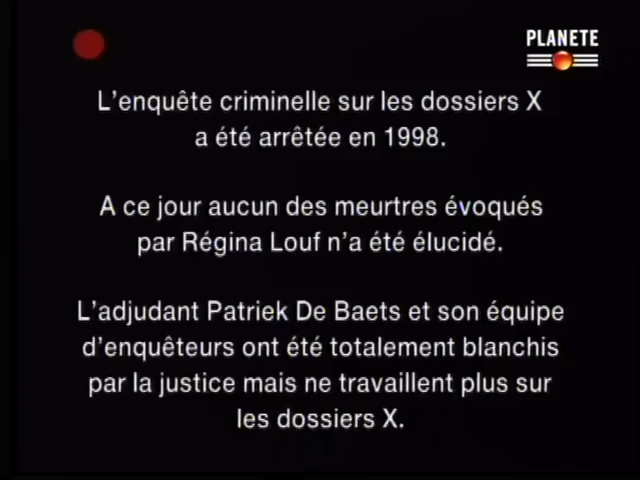 PLANETE
L'enquête criminelle sur les dossiers X
a été arrêtée en 1998.
A ce jour aucun des meurtres évoqués
par Régina Louf n'a été élucidé.
L'adjudant Patriek De Baets et son équipe
d'enquêteurs ont été totalement blanchis
par la justice mais ne travaillent plus sur
les dossiers X.